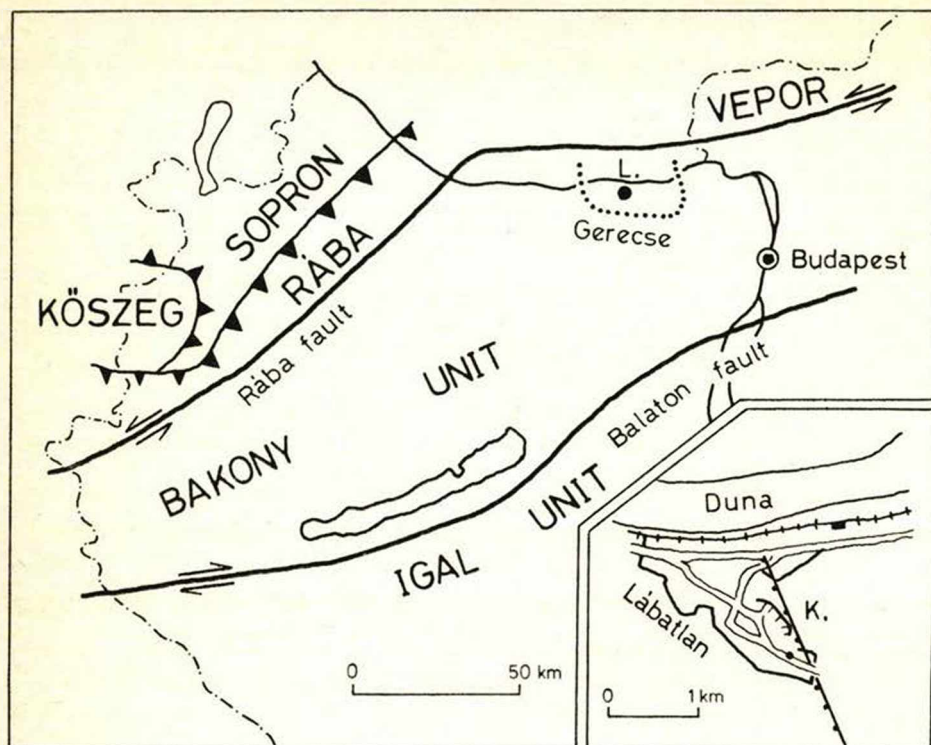 VEPOR
SOPRON
L.
RÁBA
Gerecse
Budapest
KŐSZEG
Rába fault
UNIT
Balaton fault
BAKONY
UNIT
Duna
IGAL
Lábatlan
K.
0 50 km
0 1 km